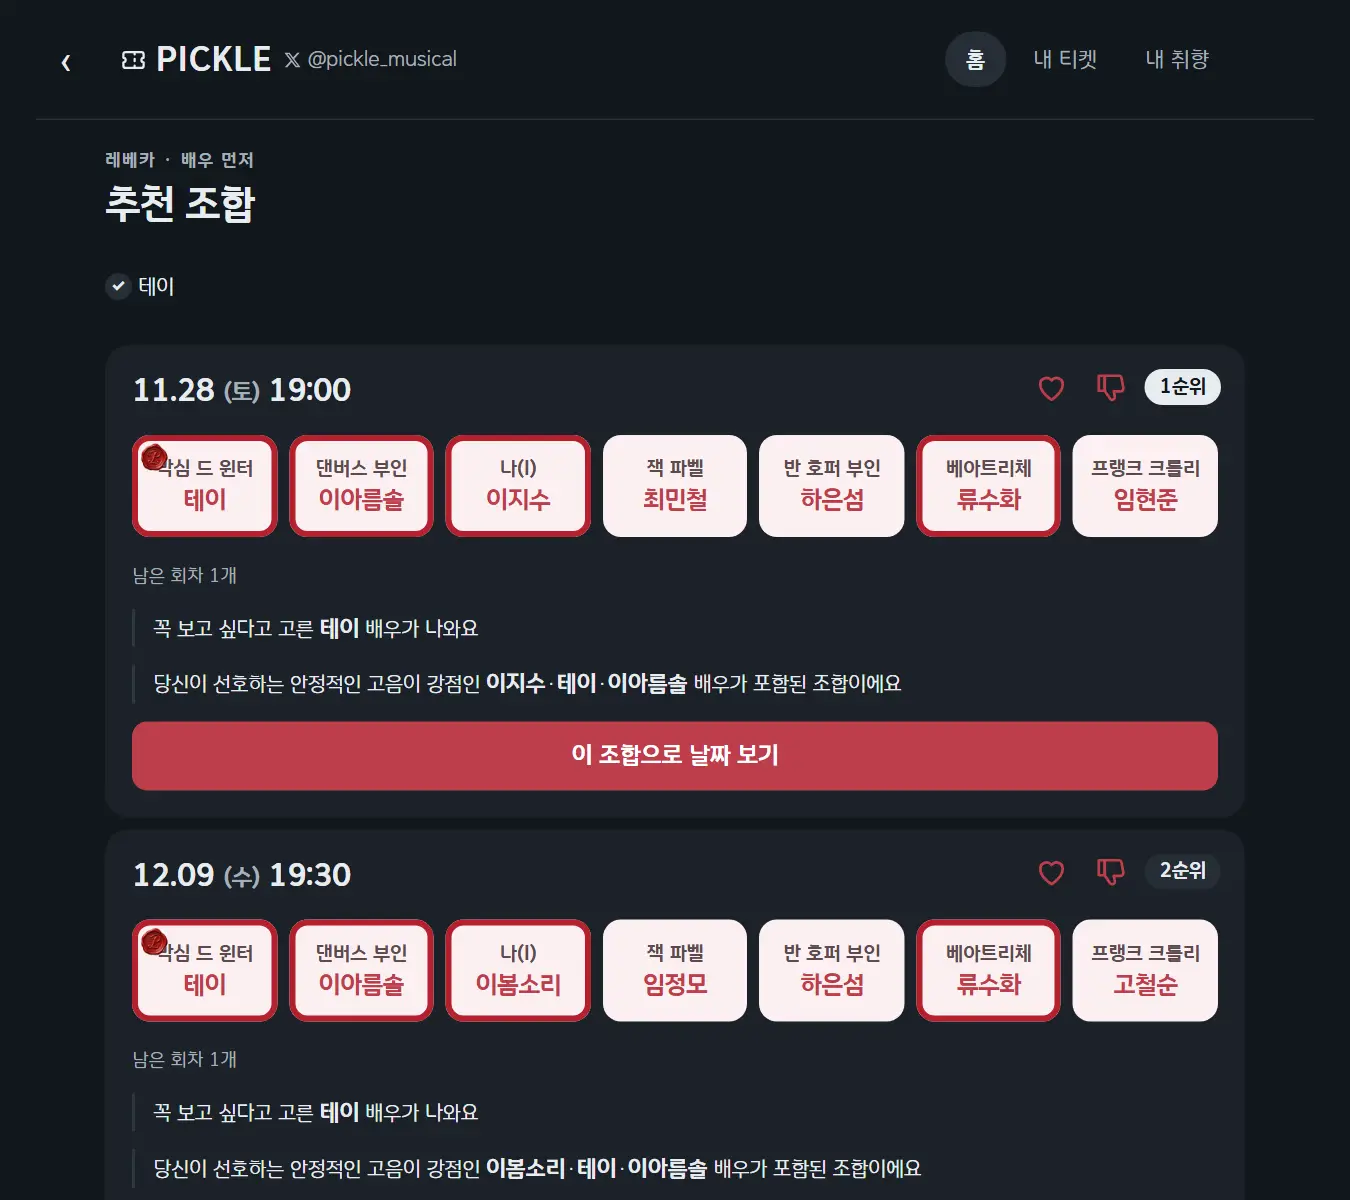 PICKLE @pickle_musical 홈 내 티켓 내 취향
레베카 · 배우 먼저
추천 조합
테이
11.28 (토) 19:00 1순위
드 윈터 댄버스 부인 나(I) 잭 파벨 반 호퍼 부인 베아트리체 프랭크 크롤리
테이 이아름솔 이지수 최민철 하은섬 류수화 임현준
남은 회차 1개
꼭 보고 싶다고 고른 테이 배우가 나와요
당신이 선호하는 안정적인 고음이 강점인 이지수 · 테이 · 이아름솔 배우가 포함된 조합이에요
이 조합으로 날짜 보기
12.09 (수) 19:30 2순위
드 윈터 댄버스 부인 나(I) 잭 파벨 반 호퍼 부인 베아트리체 프랭크 크롤리
테이 이아름솔 이봄소리 임정모 하은섬 류수화 고철순
남은 회차 1개
꼭 보고 싶다고 고른 테이 배우가 나와요
당신이 선호하는 안정적인 고음이 강점인 이봄소리 · 테이 · 이아름솔 배우가 포함된 조합이에요